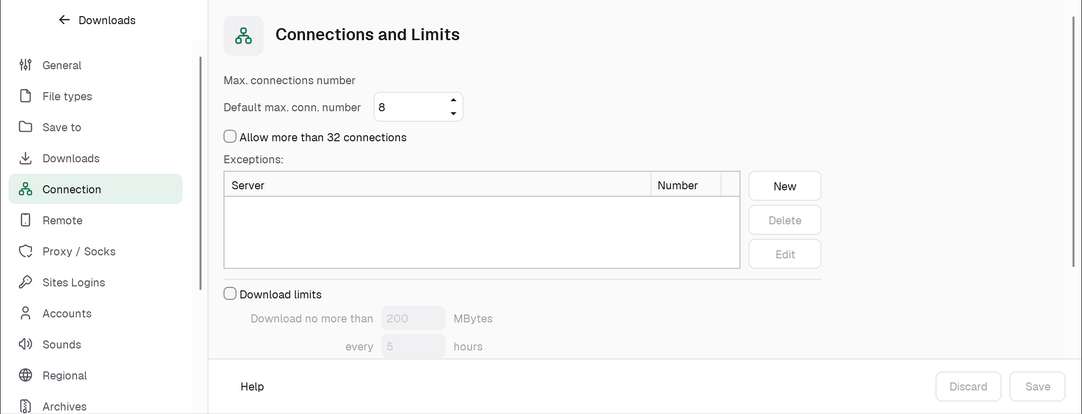 Downloads
General
File types
Save to
Downloads
Connection
Remote
Proxy / Socks
Sites Logins
Accounts
Sounds
Regional
Archives
Connections and Limits
Max. connections number
Default max. conn. number 8
Allow more than 32 connections
Exceptions:
Server Number
New
Delete
Edit
Download limits
Download no more than 200 MBytes
every 5 hours
Help Discard Save